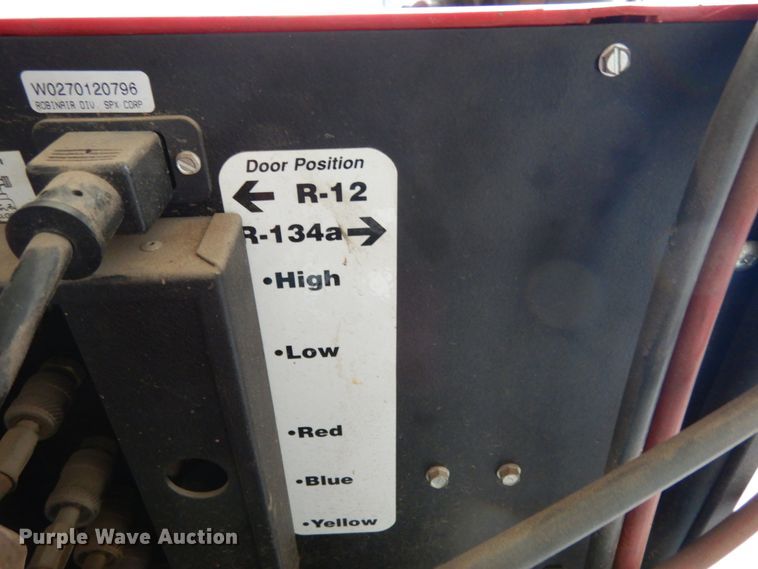 W0270120796
ROBINAIR DIV. SPX CORP
Door Position
← R-12
R-134a →
•High
•Low
•Red
•Blue
•Yellow
Purple Wave Auction